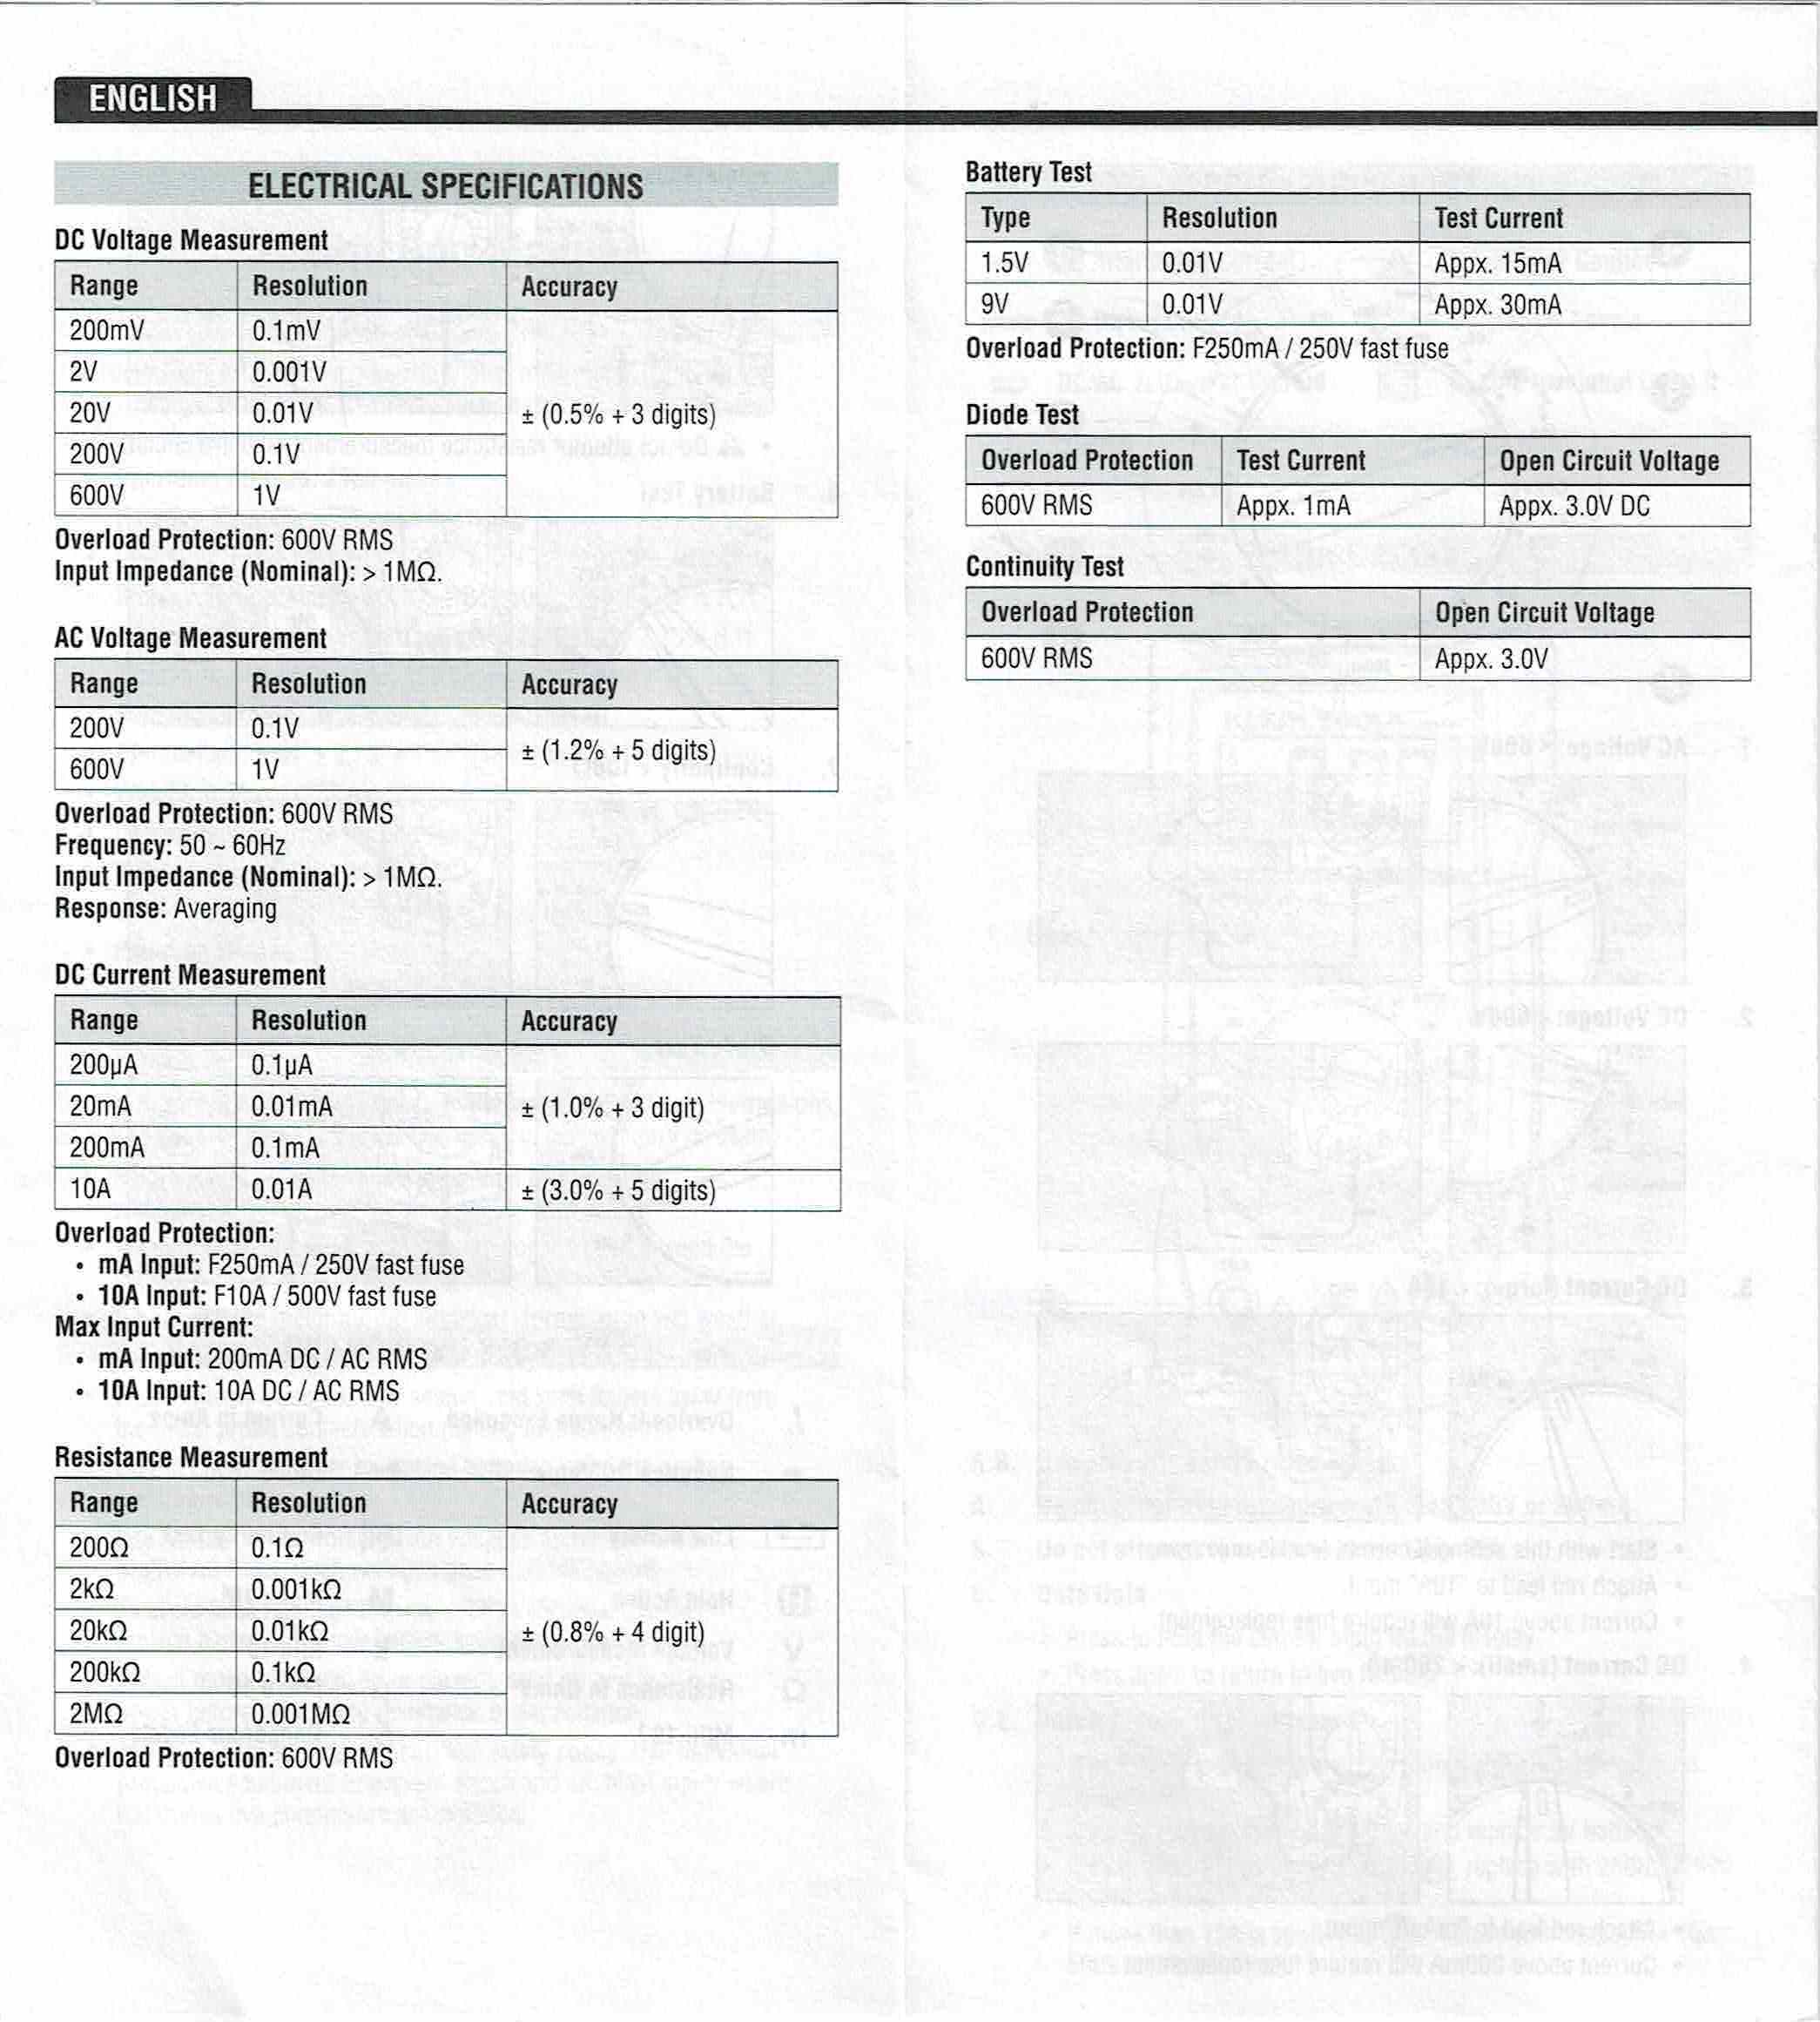 ENGLISH
ELECTRICAL SPECIFICATIONS
DC Voltage Measurement
Range Resolution Accuracy
200mV 0.1mV
2V 0.001V
20V 0.01V ± (0.5% + 3 digits)
200V 0.1V
600V 1V
Overload Protection: 600V RMS
Input Impedance (Nominal): > 1MΩ.
AC Voltage Measurement
Range Resolution Accuracy
200V 0.1V
± (1.2% + 5 digits)
600V 1V
Overload Protection: 600V RMS
Frequency: 50 ~ 60Hz
Input Impedance (Nominal): > 1MΩ.
Response: Averaging
DC Current Measurement
Range Resolution Accuracy
200µA 0.1µA
20mA 0.01mA ± (1.0% + 3 digit)
200mA 0.1mA
10A 0.01A ± (3.0% + 5 digits)
Overload Protection:
• mA Input: F250mA / 250V fast fuse
• 10A Input: F10A / 500V fast fuse
Max Input Current:
• mA Input: 200mA DC / AC RMS
• 10A Input: 10A DC / AC RMS
Resistance Measurement
Range Resolution Accuracy
200Ω 0.1Ω
2kΩ 0.001kΩ
20kΩ 0.01kΩ ± (0.8% + 4 digit)
200kΩ 0.1kΩ
2MΩ 0.001MΩ
Overload Protection: 600V RMS
Battery Test
Type Resolution Test Current
1.5V 0.01V Appx. 15mA
9V 0.01V Appx. 30mA
Overload Protection: F250mA / 250V fast fuse
Diode Test
Overload Protection Test Current Open Circuit Voltage
600V RMS Appx. 1mA Appx. 3.0V DC
Continuity Test
Overload Protection Open Circuit Voltage
600V RMS Appx. 3.0V